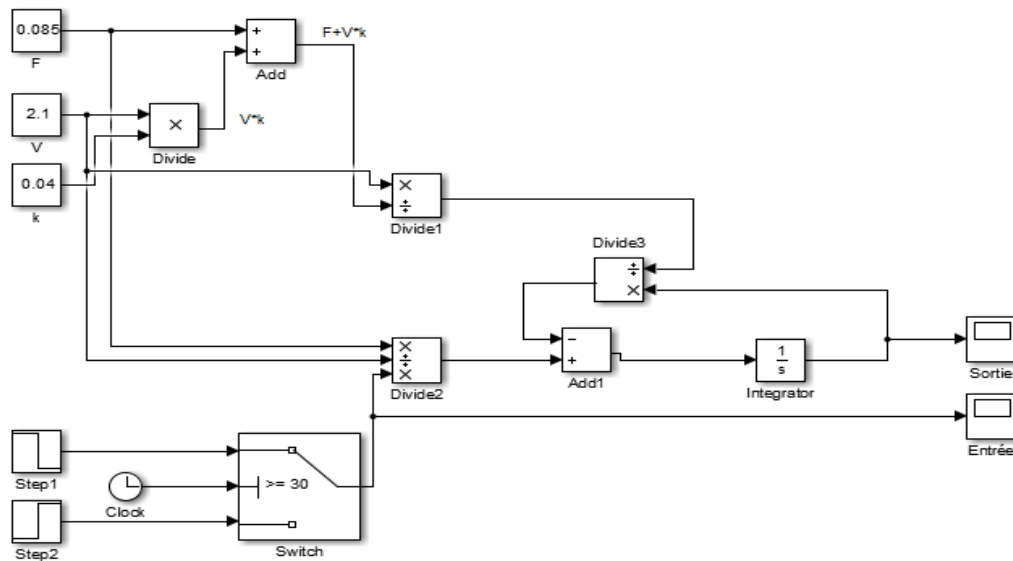 0.085
F
+
+
Add
F+V*k
2.1
V
×
Divide
V*k
0.04
k
×
÷
Divide1
Divide3
÷
×
×
÷
×
Divide2
−
+
Add1
1
s
Integrator
Sortie
Entrée
Step1
Clock
>= 30
Step2
Switch